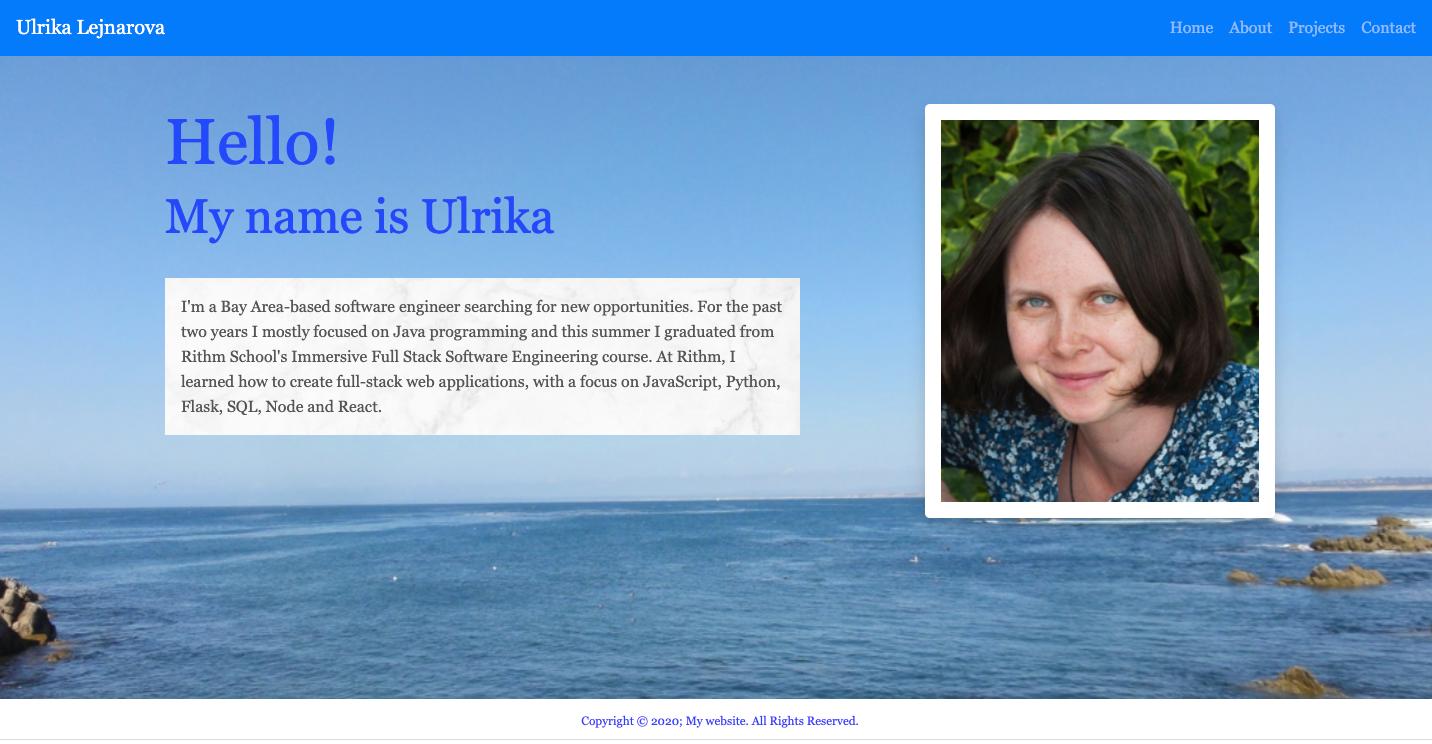 Ulrika Lejnarova
Home About Projects Contact
Hello!
My name is Ulrika
I'm a Bay Area-based software engineer searching for new opportunities. For the past
two years I mostly focused on Java programming and this summer I graduated from
Rithm School's Immersive Full Stack Software Engineering course. At Rithm, I
learned how to create full-stack web applications, with a focus on JavaScript, Python,
Flask, SQL, Node and React.
Copyright © 2020; My website. All Rights Reserved.